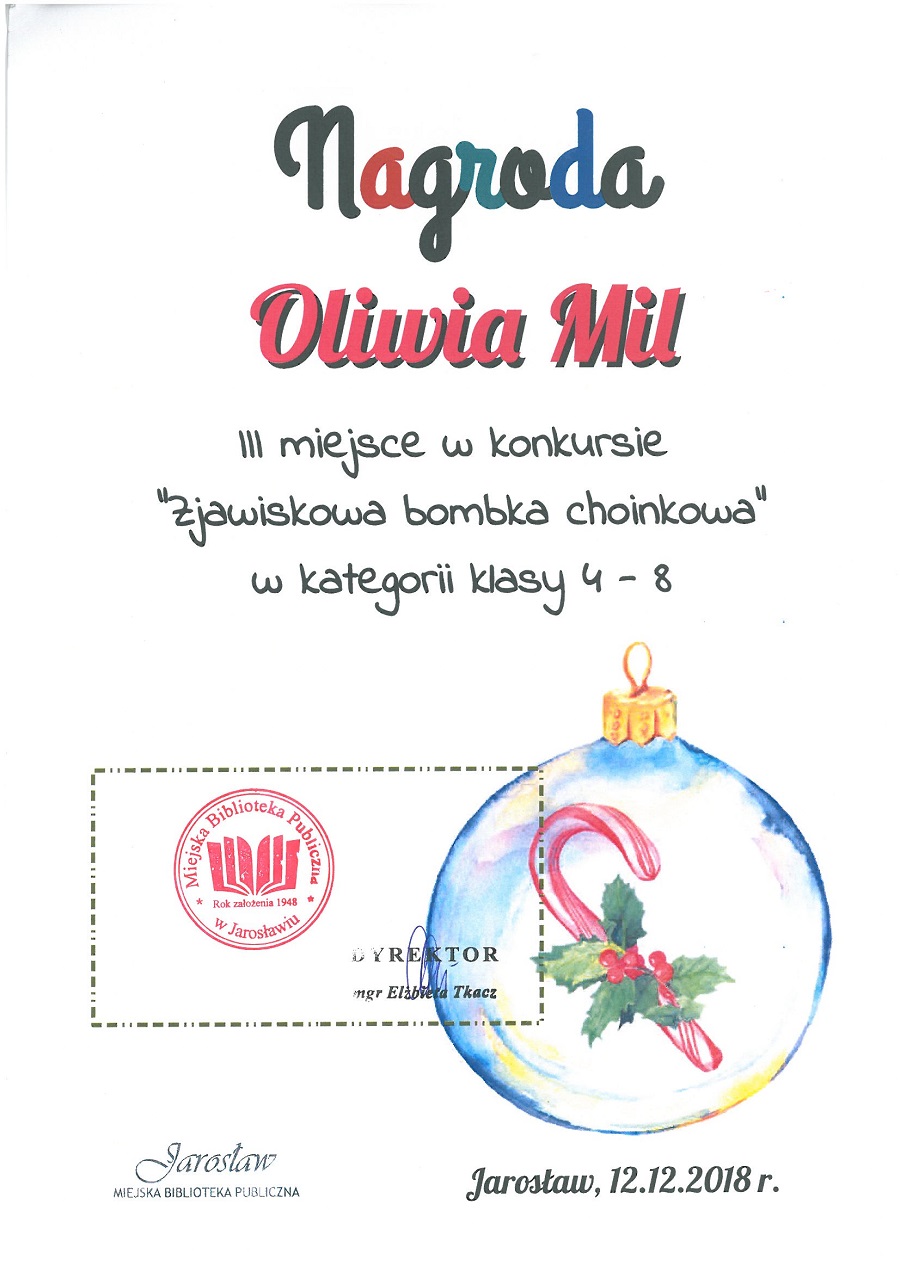 Nagroda
Oliwia Mil
III miejsce w konkursie
"Zjawiskowa bombka choinkowa"
w kategorii klasy 4 - 8
Miejska Biblioteka Publiczna
* Rok założenia 1948 *
w Jarosławiu
DYREKTOR
mgr Elżbieta Tkacz
Jarosław
MIEJSKA BIBLIOTEKA PUBLICZNA
Jarosław, 12.12.2018 r.